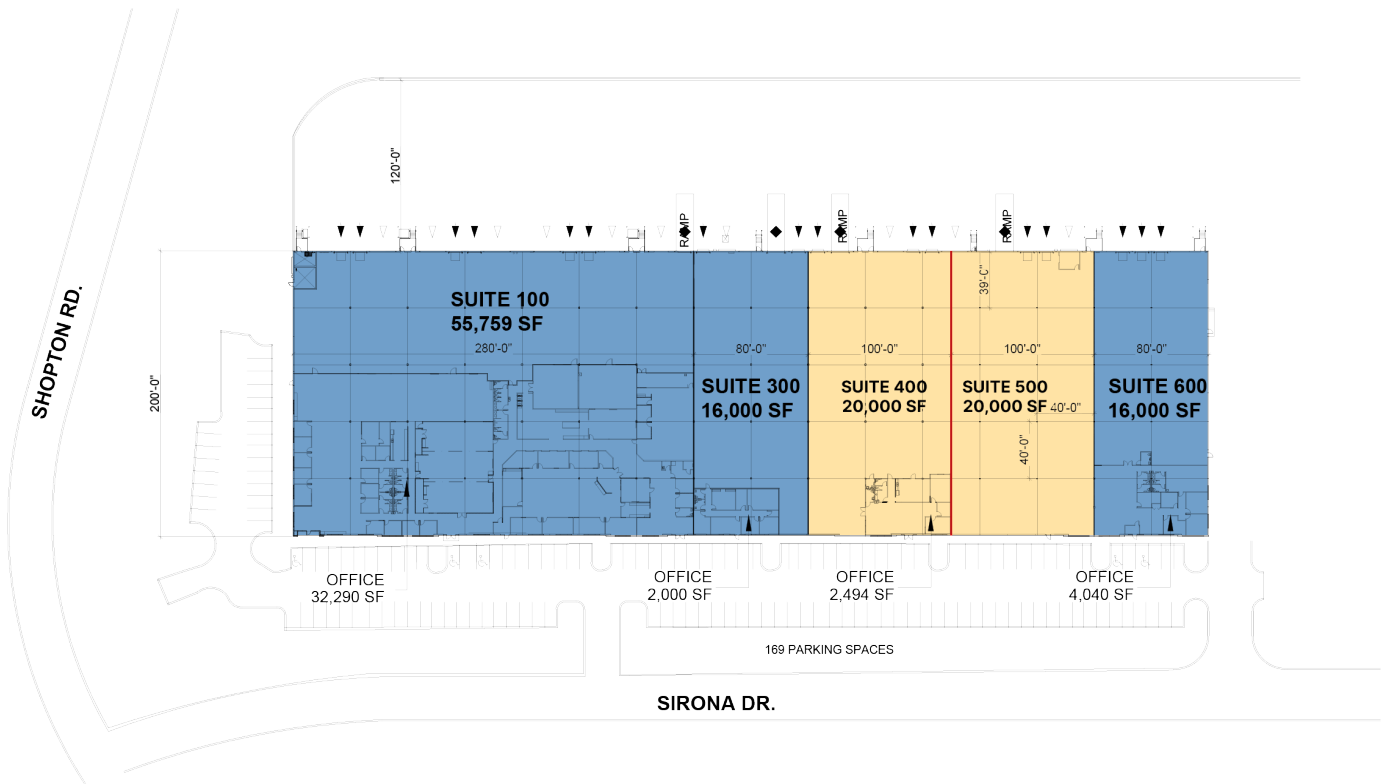 SHOPTON RD.
120'-0"
200'-0"
RAMP
RAMP
RAMP
SUITE 100
55,759 SF
280'-0"
80'-0"
SUITE 300
16,000 SF
100'-0"
SUITE 400
20,000 SF
39'-0"
100'-0"
SUITE 500
20,000 SF
40'-0"
40'-0"
80'-0"
SUITE 600
16,000 SF
OFFICE
32,290 SF
OFFICE
2,000 SF
OFFICE
2,494 SF
OFFICE
4,040 SF
169 PARKING SPACES
SIRONA DR.